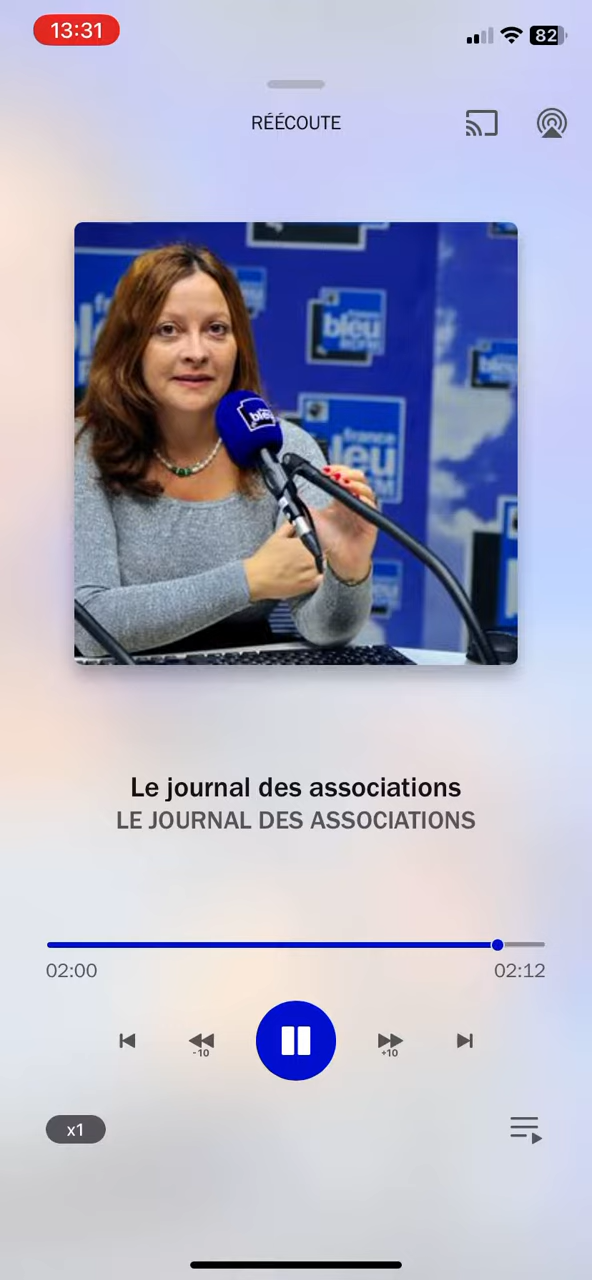 13:31
82
RÉÉCOUTE
bleu
france
bleu
bleu
france
leu
Le journal des associations
LE JOURNAL DES ASSOCIATIONS
02:00
02:12
-10
+10
x1